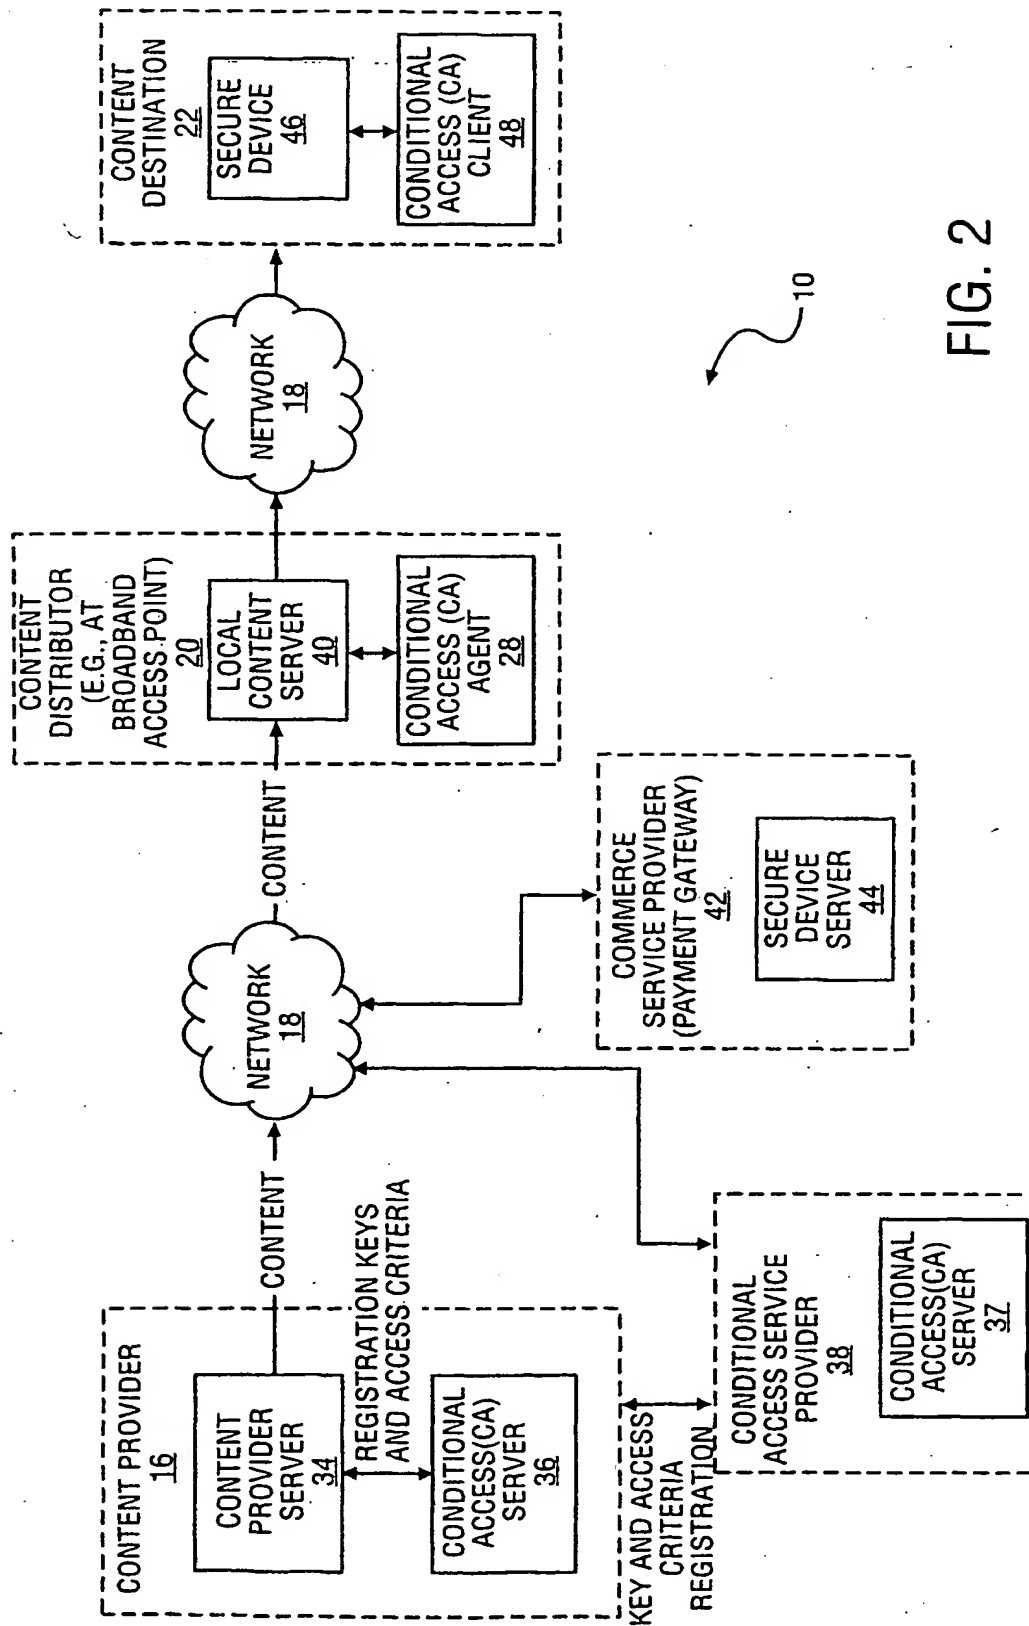 CONTENT PROVIDER
16
CONTENT
PROVIDER
SERVER
34
REGISTRATION KEYS
AND ACCESS CRITERIA
CONDITIONAL
ACCESS(CA)
SERVER
36
KEY AND ACCESS
CRITERIA
REGISTRATION
CONDITIONAL
ACCESS SERVICE
PROVIDER
38
CONDITIONAL
ACCESS(CA)
SERVER
37
CONTENT
NETWORK
18
COMMERCE
SERVICE PROVIDER
(PAYMENT GATEWAY)
42
SECURE
DEVICE
SERVER
44
CONTENT
CONTENT
DISTRIBUTOR
(E.G., AT
BROADBAND
ACCESS POINT)
20
LOCAL
CONTENT
SERVER
40
CONDITIONAL
ACCESS (CA)
AGENT
28
NETWORK
18
CONTENT
DESTINATION
22
SECURE
DEVICE
46
CONDITIONAL
ACCESS (CA)
CLIENT
48
10
FIG. 2